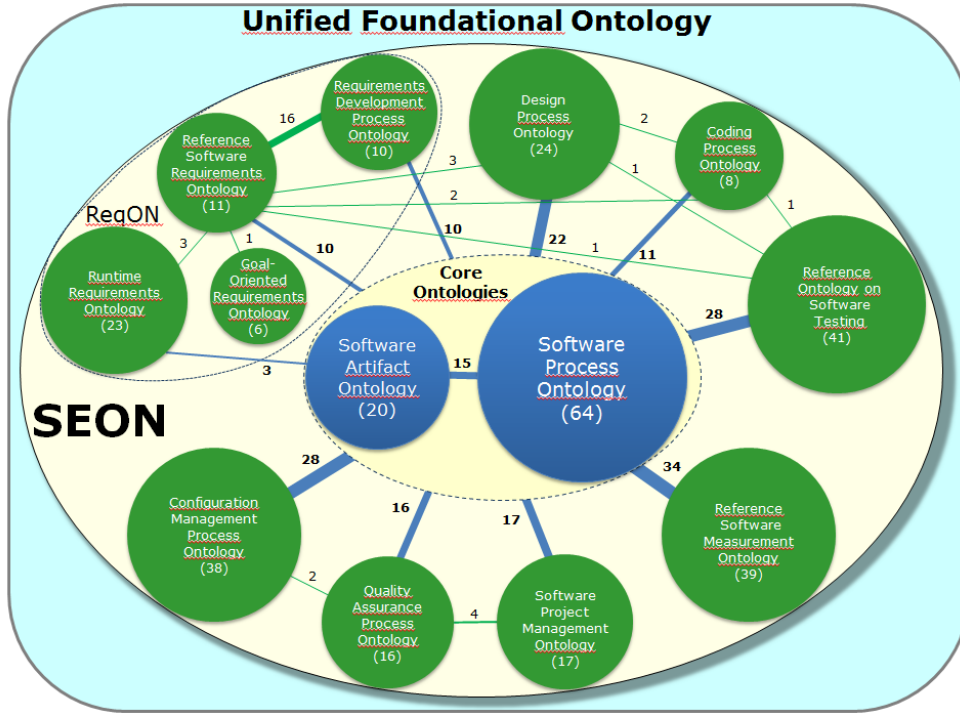 Unified Foundational Ontology
Requirements
Development
Process
Ontology
(10)
16
Reference
Software
Requirements
Ontology
(11)
Design
Process
Ontology
(24)
2
Coding
Process
Ontology
(8)
3
1
2
1
ReqON
3
1
10
10
22
1
11
Runtime
Requirements
Ontology
(23)
Goal-
Oriented
Requirements
Ontology
(6)
Core
Ontologies
Reference
Ontology on
Software
Testing
(41)
28
3
Software
Artifact
Ontology
(20)
15
Software
Process
Ontology
(64)
SEON
28
16
17
34
Configuration
Management
Process
Ontology
(38)
2
Quality
Assurance
Process
Ontology
(16)
4
Software
Project
Management
Ontology
(17)
Reference
Software
Measurement
Ontology
(39)